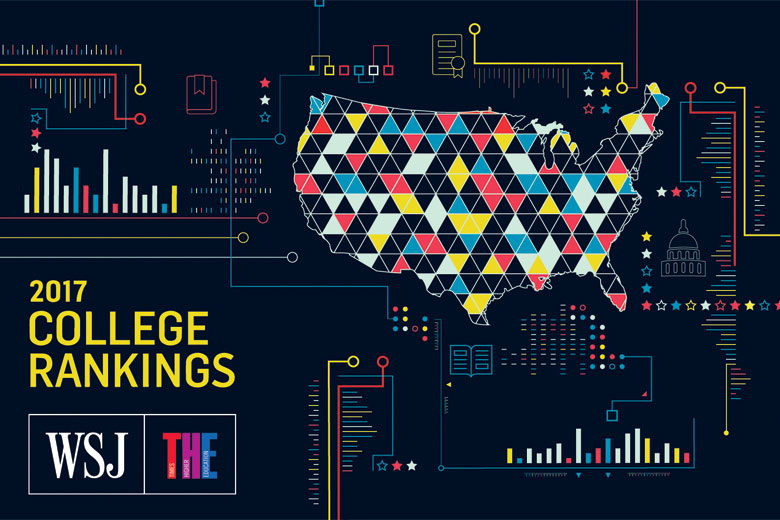 2017
COLLEGE
RANKINGS
WSJ
THE
TIMES
HIGHER
EDUCATION